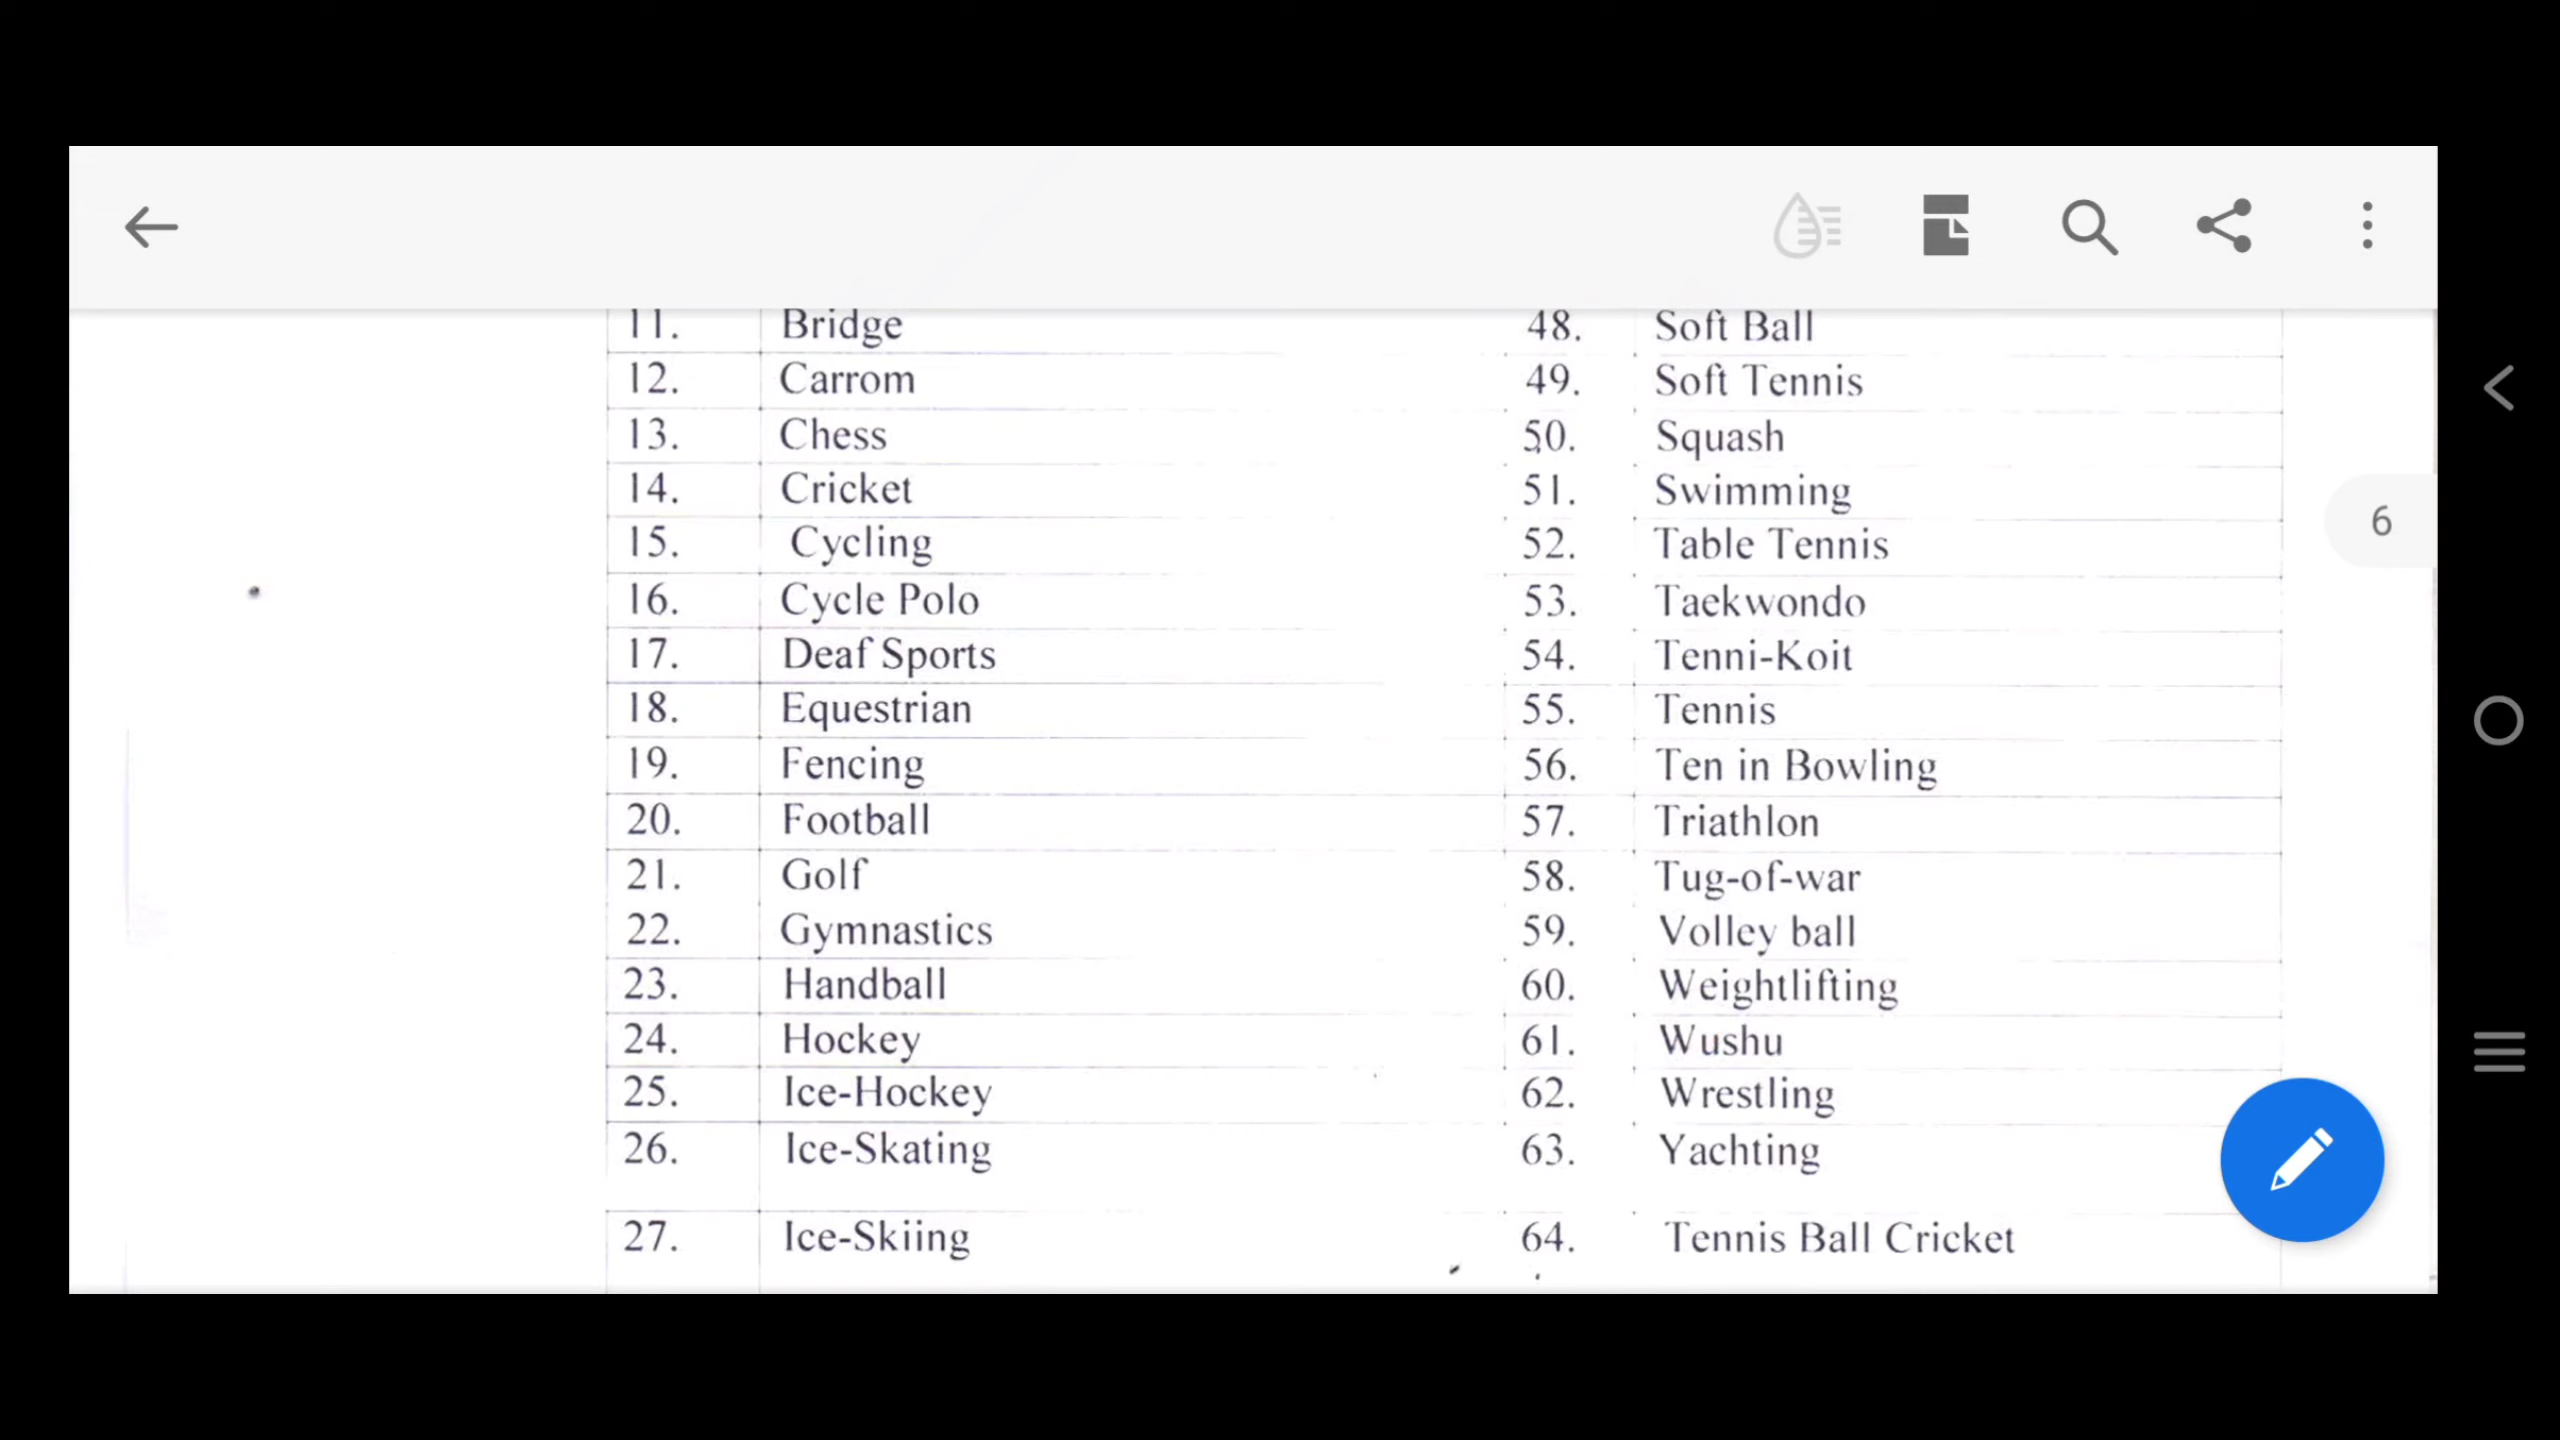 11. Bridge 48. Soft Ball
12. Carrom 49. Soft Tennis
13. Chess 50. Squash
14. Cricket 51. Swimming
15. Cycling 52. Table Tennis
16. Cycle Polo 53. Taekwondo
17. Deaf Sports 54. Tenni-Koit
18. Equestrian 55. Tennis
19. Fencing 56. Ten in Bowling
20. Football 57. Triathlon
21. Golf 58. Tug-of-war
22. Gymnastics 59. Volley ball
23. Handball 60. Weightlifting
24. Hockey 61. Wushu
25. Ice-Hockey 62. Wrestling
26. Ice-Skating 63. Yachting
27. Ice-Skiing 64. Tennis Ball Cricket
6